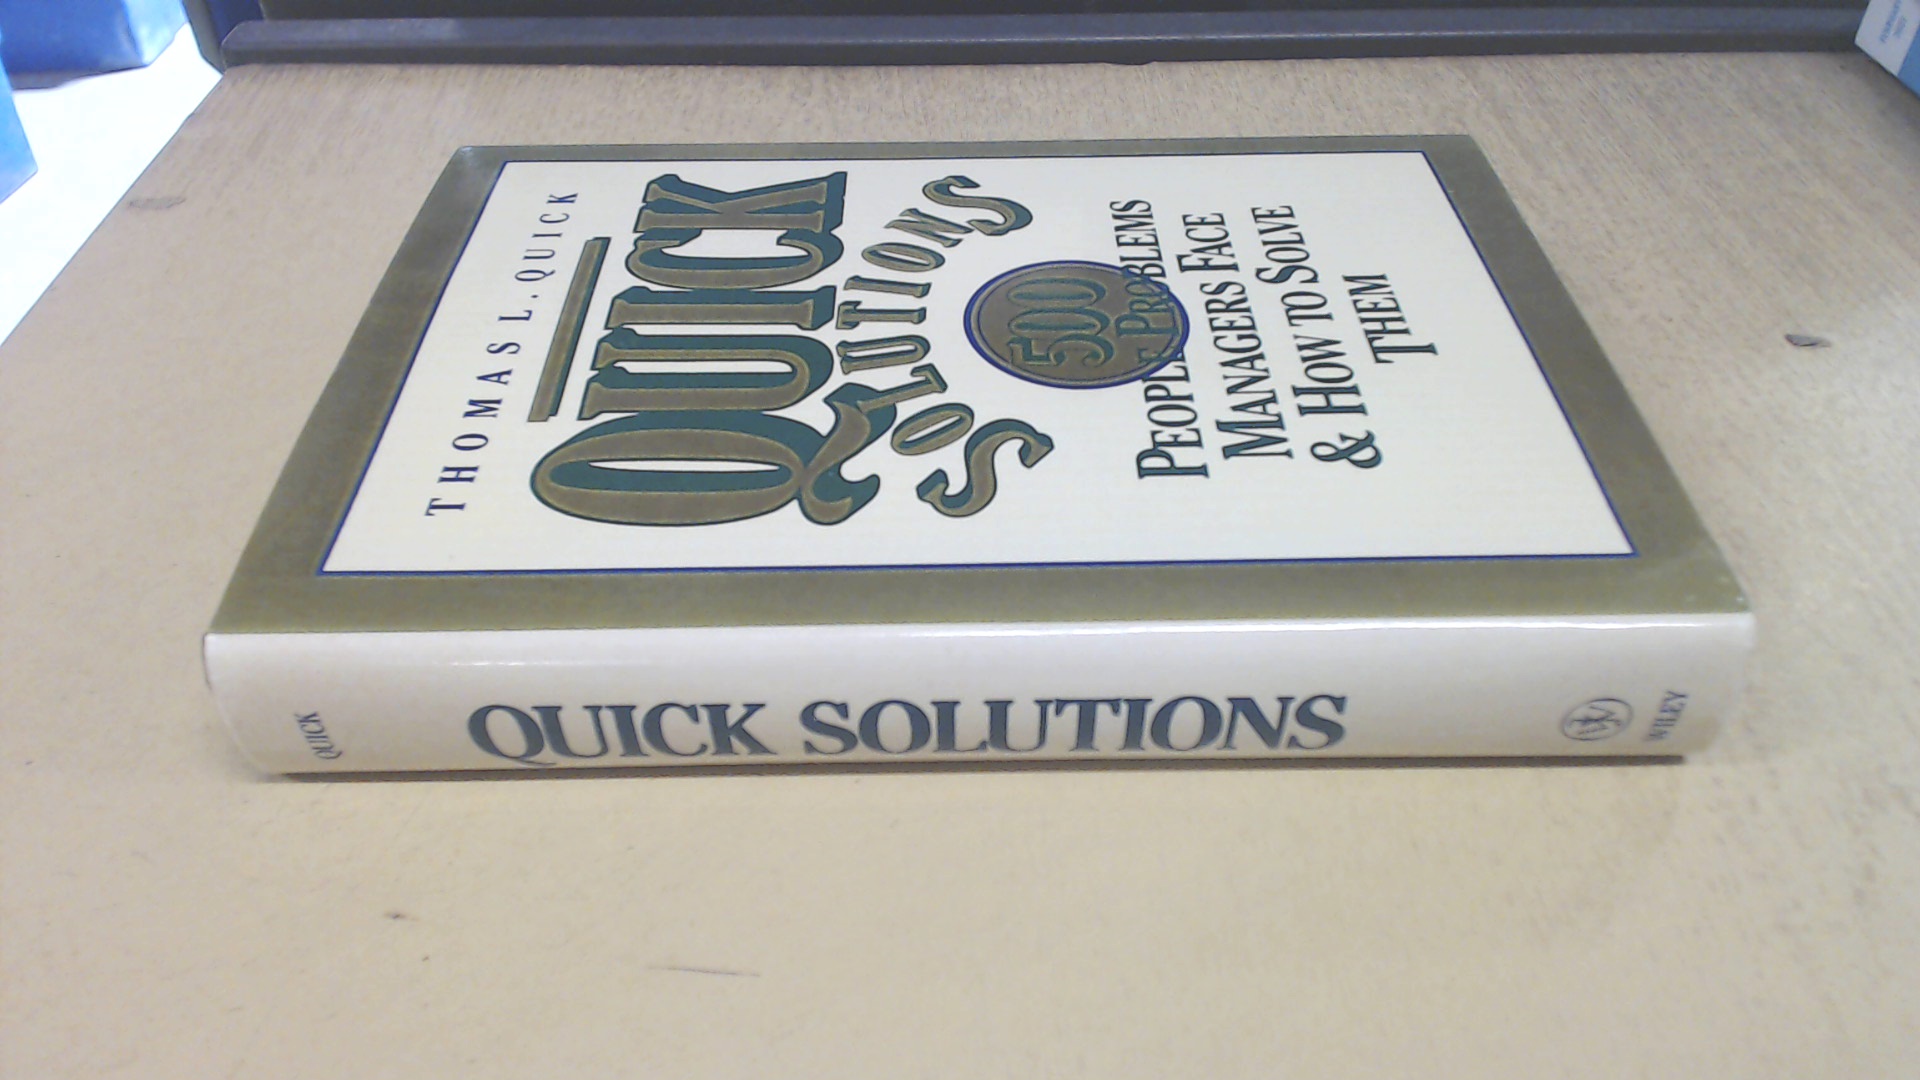 THOMAS L. QUICK
QUICK
SOLUTIONS
500
PEOPLE PROBLEMS
MANAGERS FACE
& HOW TO SOLVE
THEM
QUICK
QUICK SOLUTIONS
WILEY